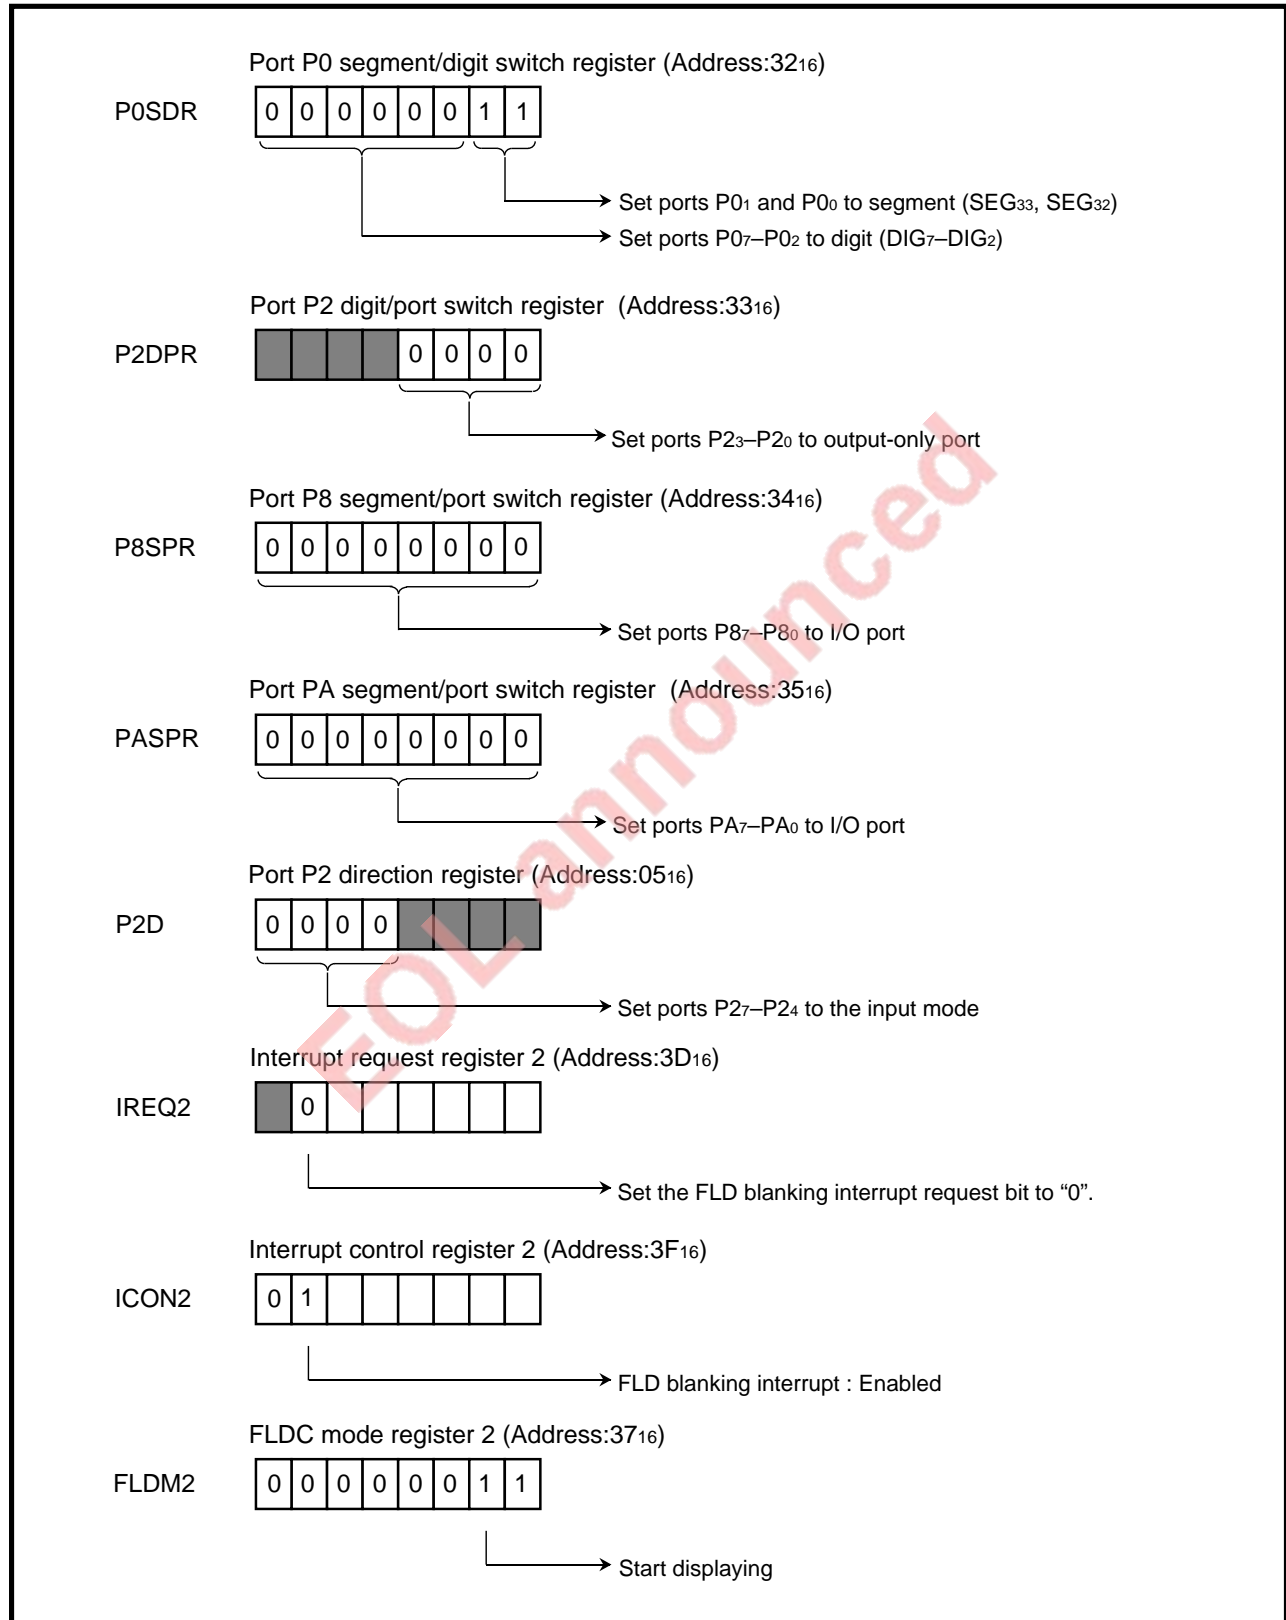 Port P0 segment/digit switch register (Address:3216)
P0SDR 0 0 0 0 0 0 1 1
Set ports P01 and P00 to segment (SEG33, SEG32)
Set ports P07–P02 to digit (DIG7–DIG2)
Port P2 digit/port switch register (Address:3316)
P2DPR 0 0 0 0
Set ports P23–P20 to output-only port
Port P8 segment/port switch register (Address:3416)
P8SPR 0 0 0 0 0 0 0 0
Set ports P87–P80 to I/O port
Port PA segment/port switch register (Address:3516)
PASPR 0 0 0 0 0 0 0 0
Set ports PA7–PA0 to I/O port
Port P2 direction register (Address:0516)
P2D 0 0 0 0
Set ports P27–P24 to the input mode
Interrupt request register 2 (Address:3D16)
IREQ2 0
Set the FLD blanking interrupt request bit to “0”.
Interrupt control register 2 (Address:3F16)
ICON2 0 1
FLD blanking interrupt : Enabled
FLDC mode register 2 (Address:3716)
FLDM2 0 0 0 0 0 0 1 1
Start displaying
EOL announced